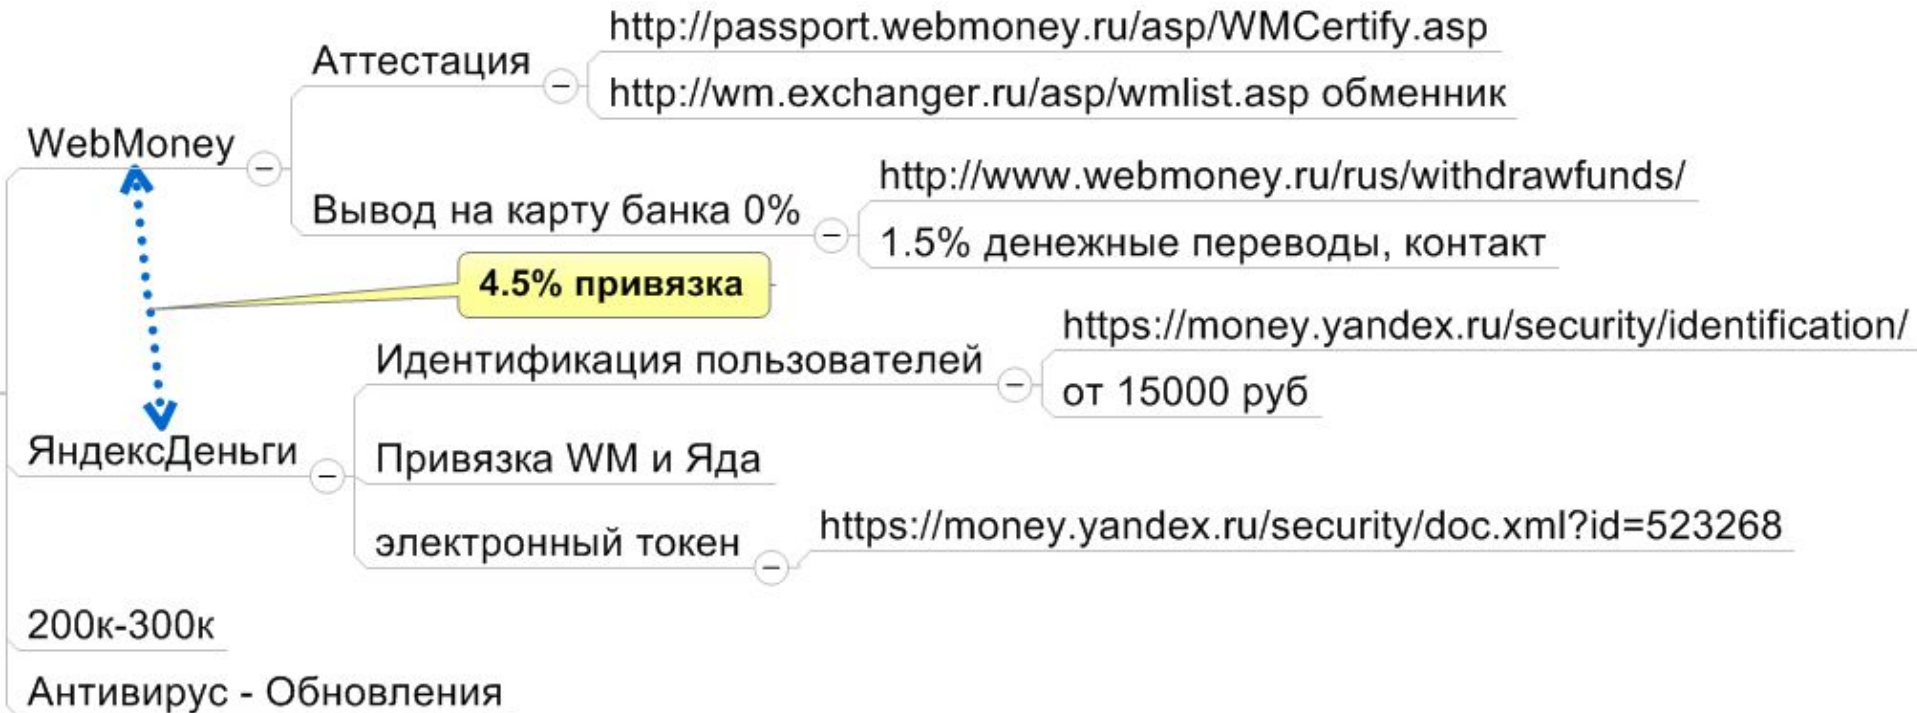 WebMoney
Аттестация
http://passport.webmoney.ru/asp/WMCertify.asp
http://wm.exchanger.ru/asp/wmlist.asp обменник
Вывод на карту банка 0%
http://www.webmoney.ru/rus/withdrawfunds/
1.5% денежные переводы, контакт
4.5% привязка
ЯндексДеньги
Идентификация пользователей
https://money.yandex.ru/security/identification/
от 15000 руб
Привязка WM и Яда
электронный токен
https://money.yandex.ru/security/doc.xml?id=523268
200к-300к
Антивирус - Обновления